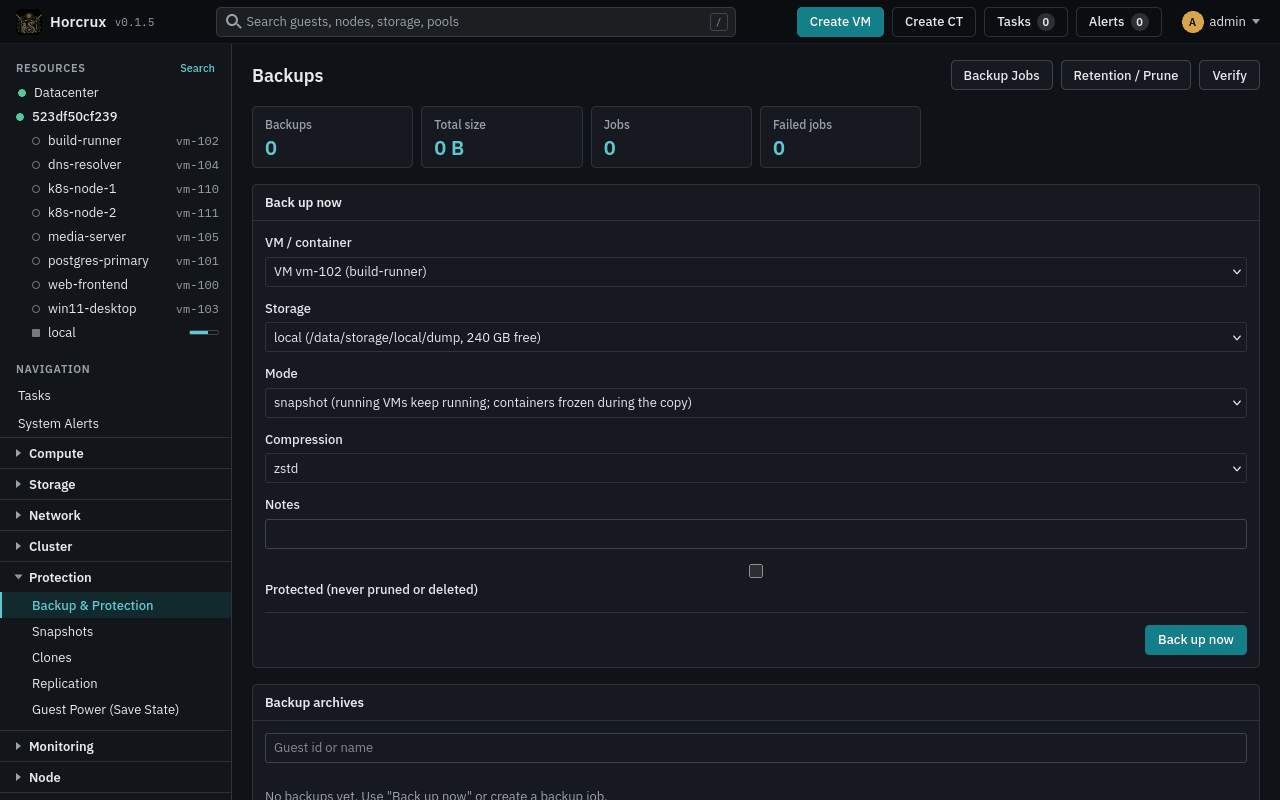 Horcrux v0.1.5
Search guests, nodes, storage, pools /
Create VM
Create CT
Tasks 0
Alerts 0
A admin
RESOURCES Search
Datacenter
523df50cf239
build-runner vm-102
dns-resolver vm-104
k8s-node-1 vm-110
k8s-node-2 vm-111
media-server vm-105
postgres-primary vm-101
web-frontend vm-100
win11-desktop vm-103
local
NAVIGATION
Tasks
System Alerts
Compute
Storage
Network
Cluster
Protection
Backup & Protection
Snapshots
Clones
Replication
Guest Power (Save State)
Monitoring
Node
Backups
Backup Jobs
Retention / Prune
Verify
Backups
0
Total size
0 B
Jobs
0
Failed jobs
0
Back up now
VM / container
VM vm-102 (build-runner)
Storage
local (/data/storage/local/dump, 240 GB free)
Mode
snapshot (running VMs keep running; containers frozen during the copy)
Compression
zstd
Notes
Protected (never pruned or deleted)
Back up now
Backup archives
Guest id or name
No backups yet. Use "Back up now" or create a backup job.